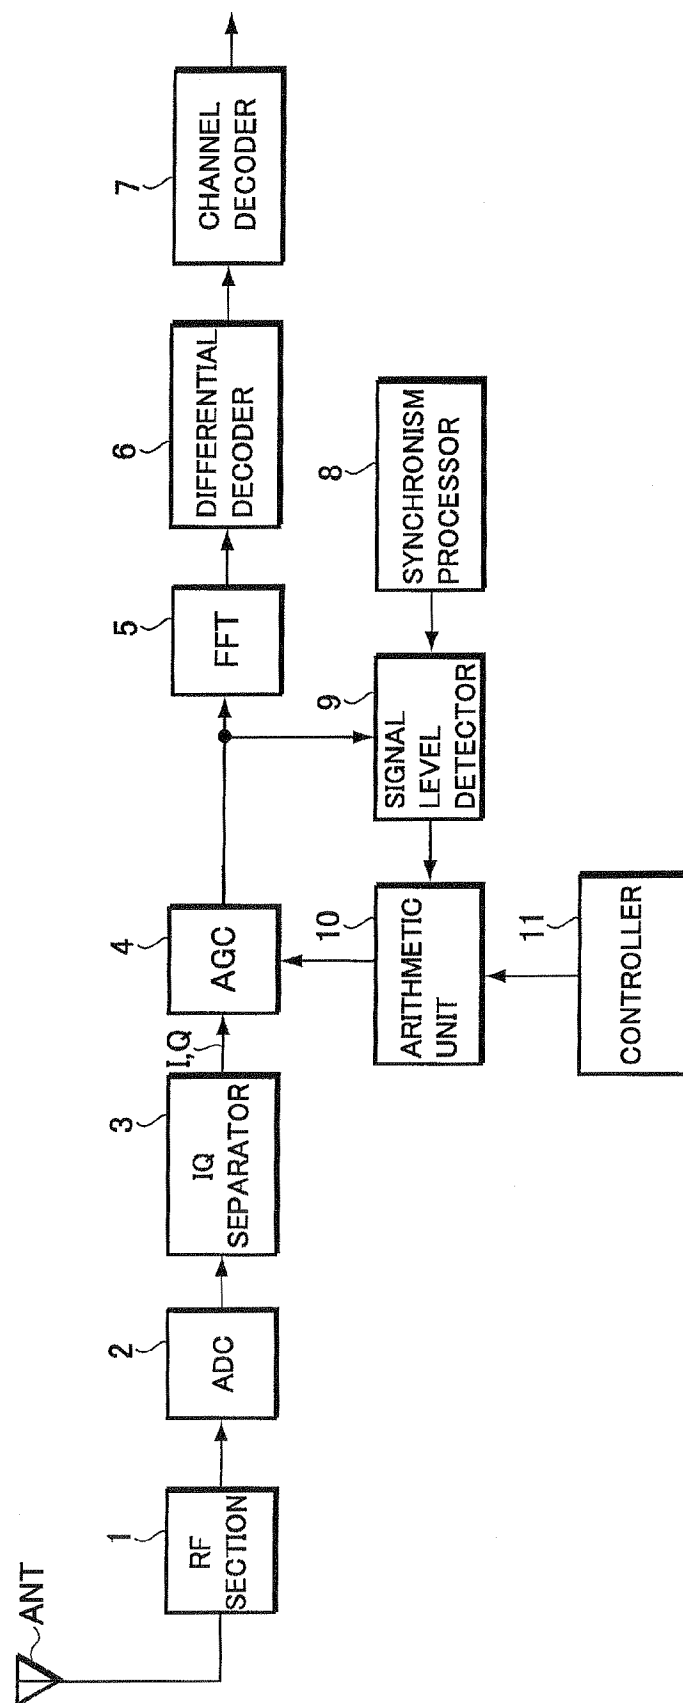 ANT
1
RF
SECTION
2
ADC
3
IQ
SEPARATOR
I,Q
4
AGC
5
FFT
6
DIFFERENTIAL
DECODER
7
CHANNEL
DECODER
10
ARITHMETIC
UNIT
9
SIGNAL
LEVEL
DETECTOR
8
SYNCHRONISM
PROCESSOR
11
CONTROLLER